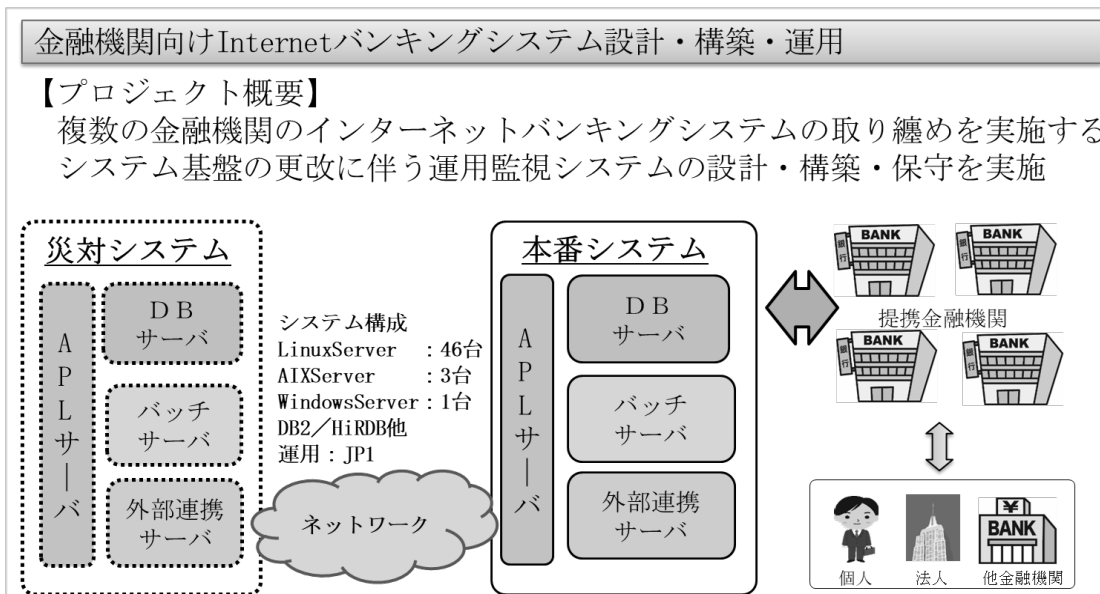 金融機関向けInternetバンキングシステム設計・構築・運用
【プロジェクト概要】
複数の金融機関のインターネットバンキングシステムの取り纏めを実施する
システム基盤の更改に伴う運用監視システムの設計・構築・保守を実施
災対システム
APLサーバ
DB
サーバ
バッチ
サーバ
外部連携
サーバ
システム構成
LinuxServer :46台
AIXServer :3台
WindowsServer:1台
DB2／HiRDB他
運用:JP1
ネットワーク
本番システム
APLサーバ
DB
サーバ
バッチ
サーバ
外部連携
サーバ
BANK
銀行
BANK
銀行
提携金融機関
BANK
銀行
BANK
銀行
個人
法人
¥
BANK
他金融機関